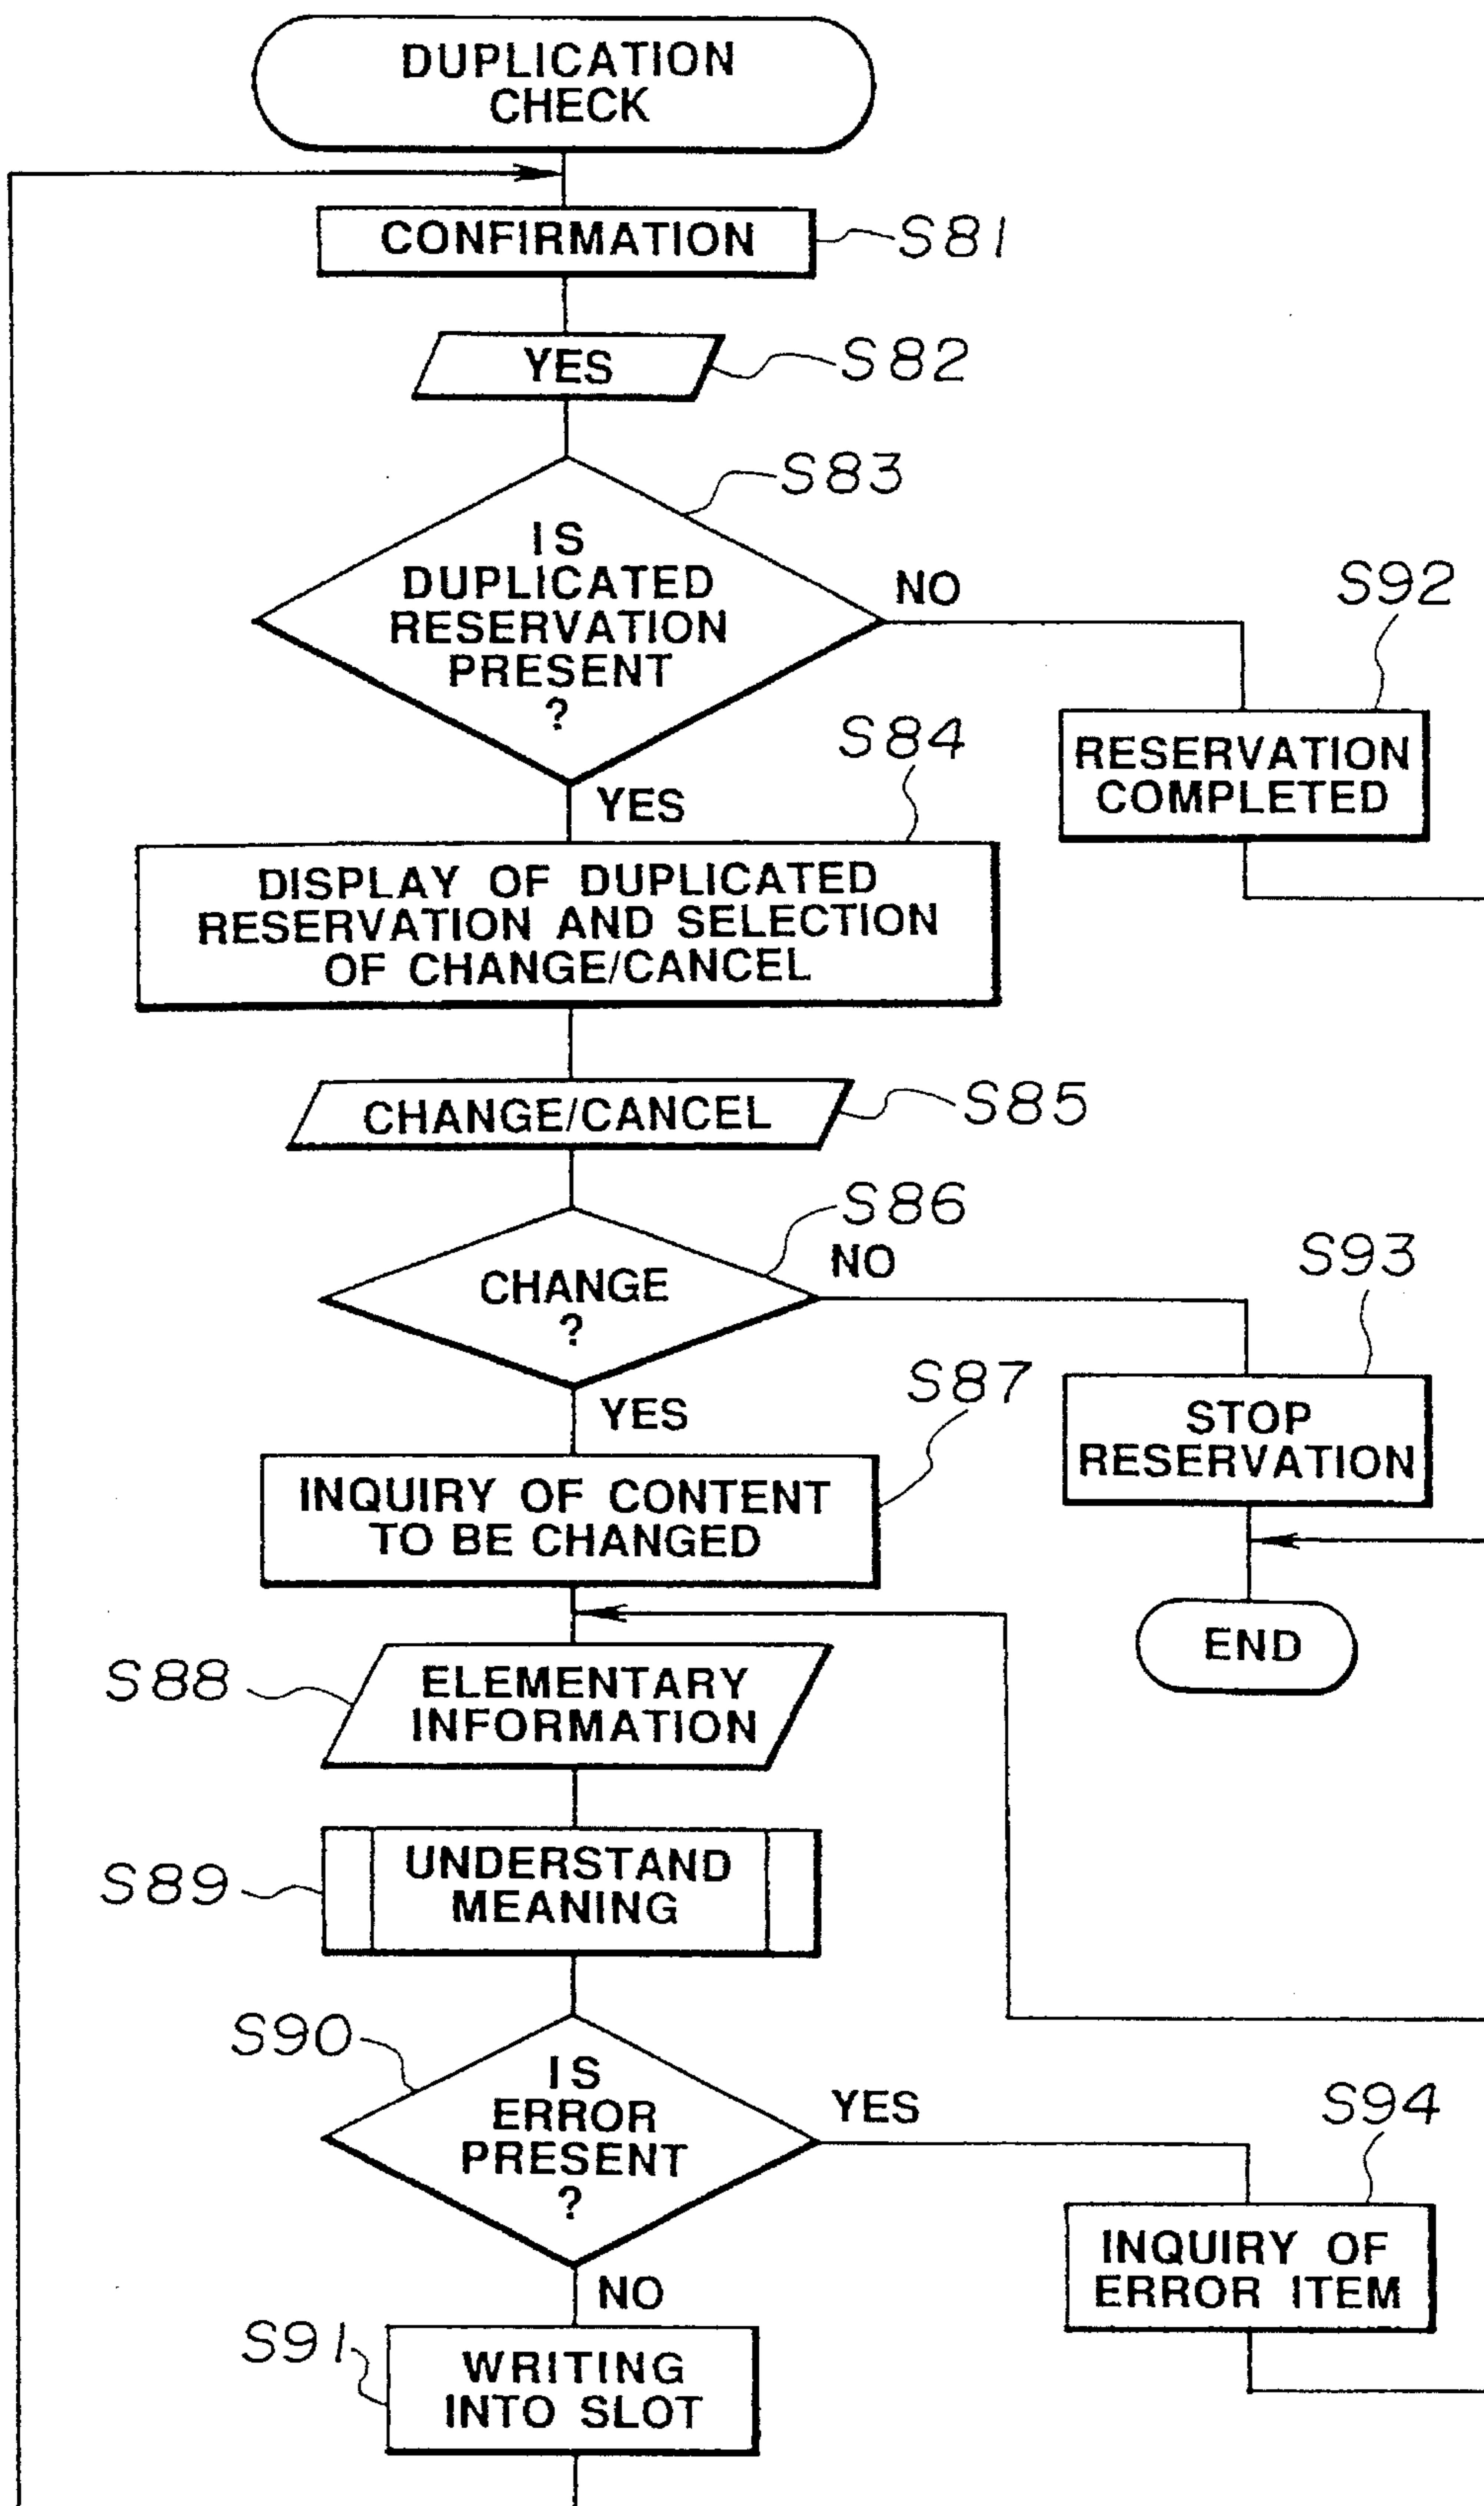 DUPLICATION
CHECK
CONFIRMATION
S81
YES
S82
S83
IS
DUPLICATED
RESERVATION
PRESENT
?
NO
S92
RESERVATION
COMPLETED
YES
S84
DISPLAY OF DUPLICATED
RESERVATION AND SELECTION
OF CHANGE/CANCEL
CHANGE/CANCEL
S85
S86
CHANGE
?
NO
S93
STOP
RESERVATION
END
YES
S87
INQUIRY OF CONTENT
TO BE CHANGED
S88
ELEMENTARY
INFORMATION
S89
UNDERSTAND
MEANING
S90
IS
ERROR
PRESENT
?
YES
S94
INQUIRY OF
ERROR ITEM
NO
S91
WRITING
INTO SLOT